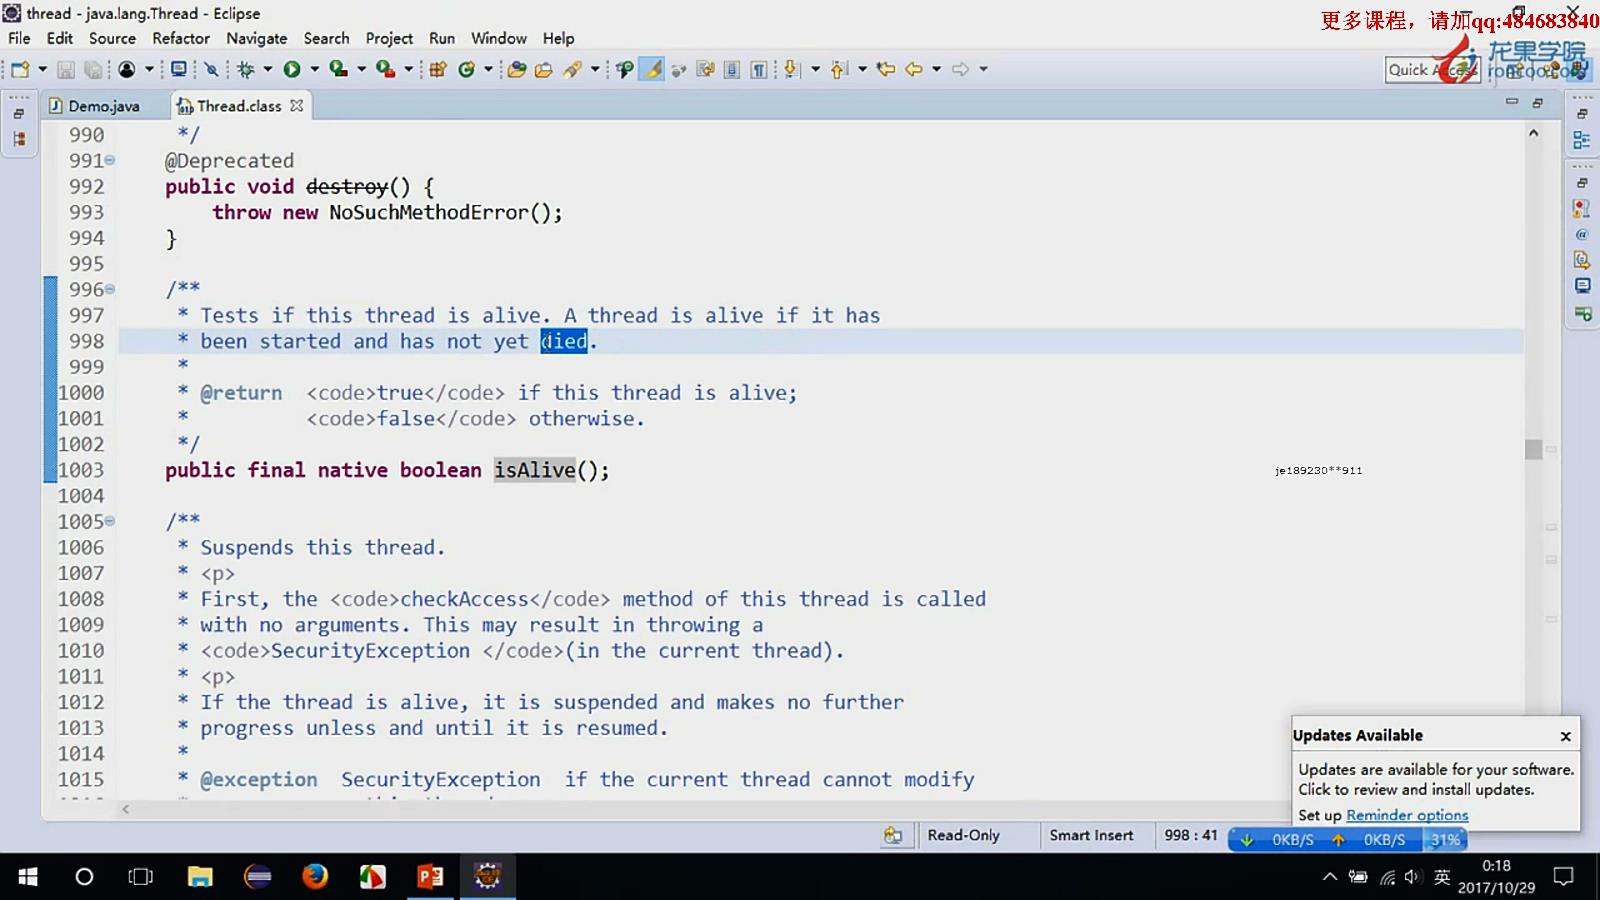 thread - java.lang.Thread - Eclipse
更多课程，请加qq:484683840
File Edit Source Refactor Navigate Search Project Run Window Help
龙果学院
Quick Access
Demo.java
Thread.class
990 */
991 @Deprecated
992 public void destroy() {
993 throw new NoSuchMethodError();
994 }
995
996 /**
997 * Tests if this thread is alive. A thread is alive if it has
998 * been started and has not yet died.
999 *
1000 * @return <code>true</code> if this thread is alive;
1001 * <code>false</code> otherwise.
1002 */
1003 public final native boolean isAlive();
je189230**911
1004
1005 /**
1006 * Suspends this thread.
1007 * <p>
1008 * First, the <code>checkAccess</code> method of this thread is called
1009 * with no arguments. This may result in throwing a
1010 * <code>SecurityException </code>(in the current thread).
1011 * <p>
1012 * If the thread is alive, it is suspended and makes no further
1013 * progress unless and until it is resumed.
1014 *
1015 * @exception SecurityException if the current thread cannot modify
Updates Available x
Updates are available for your software.
Click to review and install updates.
Set up Reminder options
Read-Only Smart Insert 998 : 41 0KB/S 0KB/S 31%
英
0:18
2017/10/29